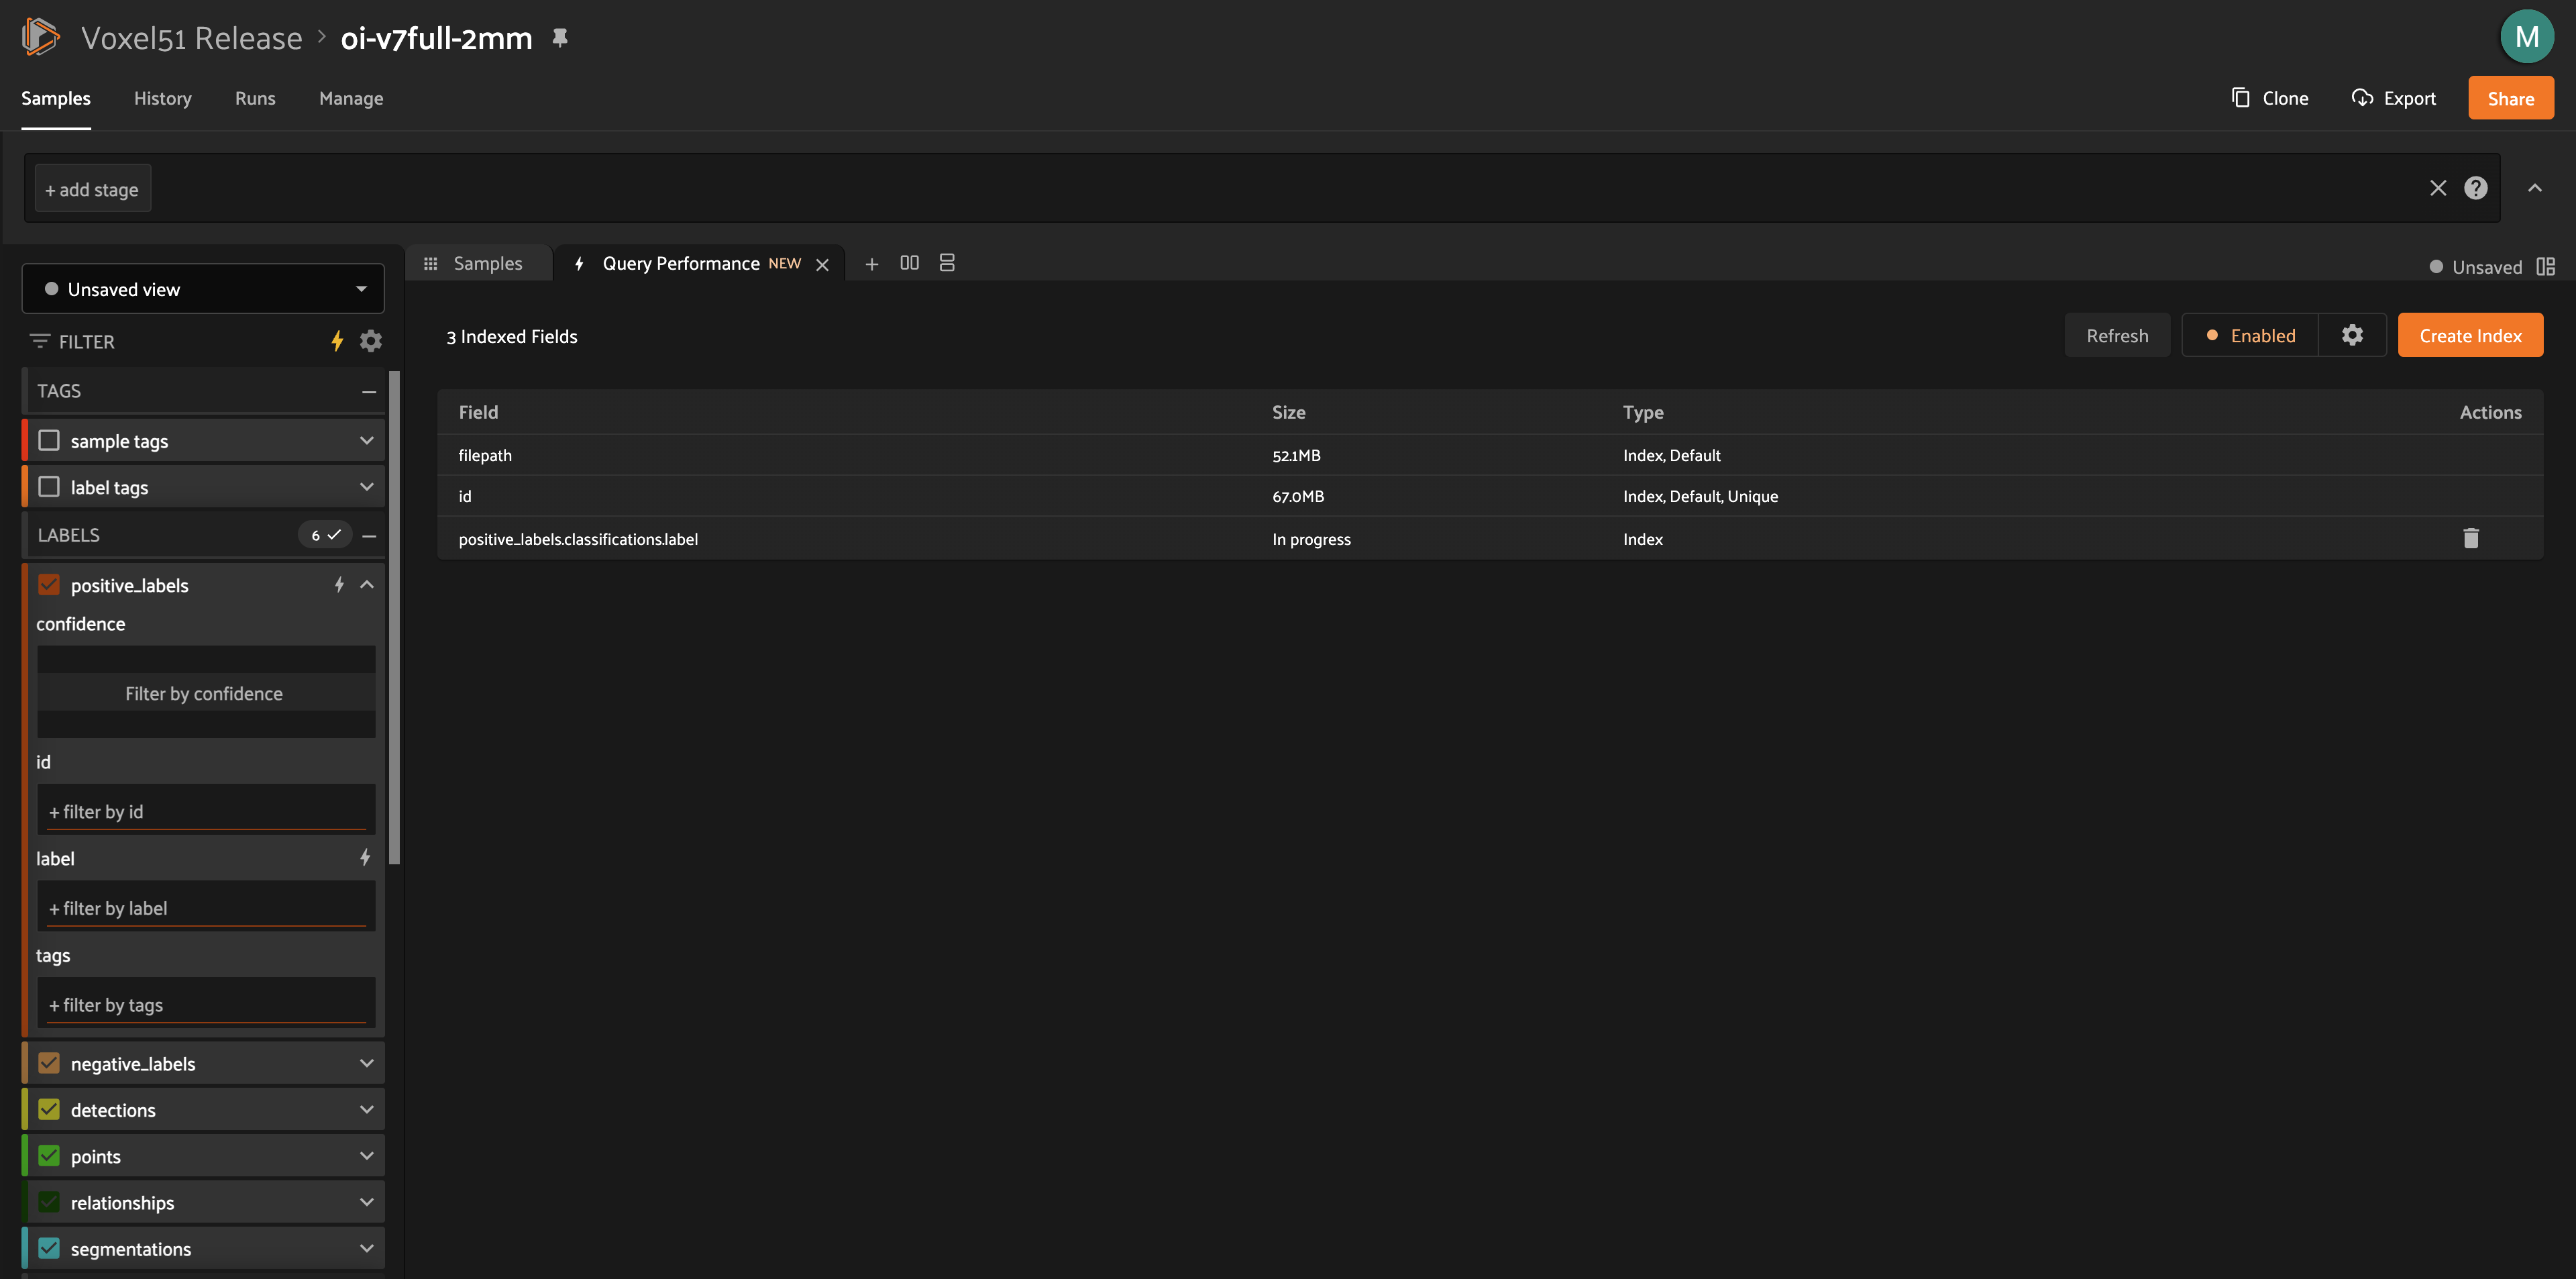 Voxel51 Release > oi-v7full-2mm
M
Samples History Runs Manage
Clone Export Share
+ add stage
Unsaved view
FILTER
TAGS
sample tags
label tags
LABELS 6
positive_labels
confidence
Filter by confidence
id
+ filter by id
label
+ filter by label
tags
+ filter by tags
negative_labels
detections
points
relationships
segmentations
Samples Query Performance NEW
Unsaved
3 Indexed Fields
Refresh Enabled Create Index
Field Size Type Actions
filepath 52.1MB Index, Default
id 67.0MB Index, Default, Unique
positive_labels.classifications.label In progress Index